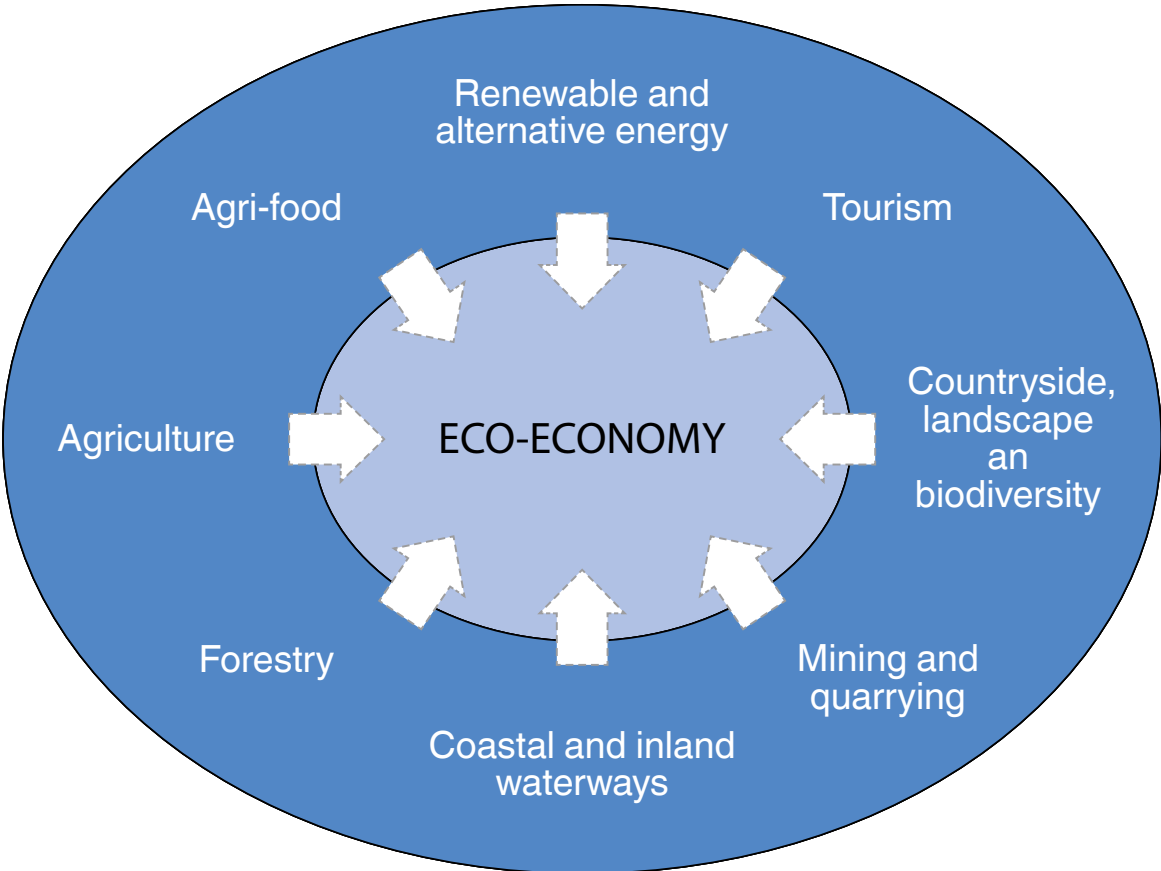 Renewable and
alternative energy
Agri-food
Tourism
Countryside,
landscape
an
biodiversity
Agriculture
ECO-ECONOMY
Forestry
Mining and
quarrying
Coastal and inland
waterways